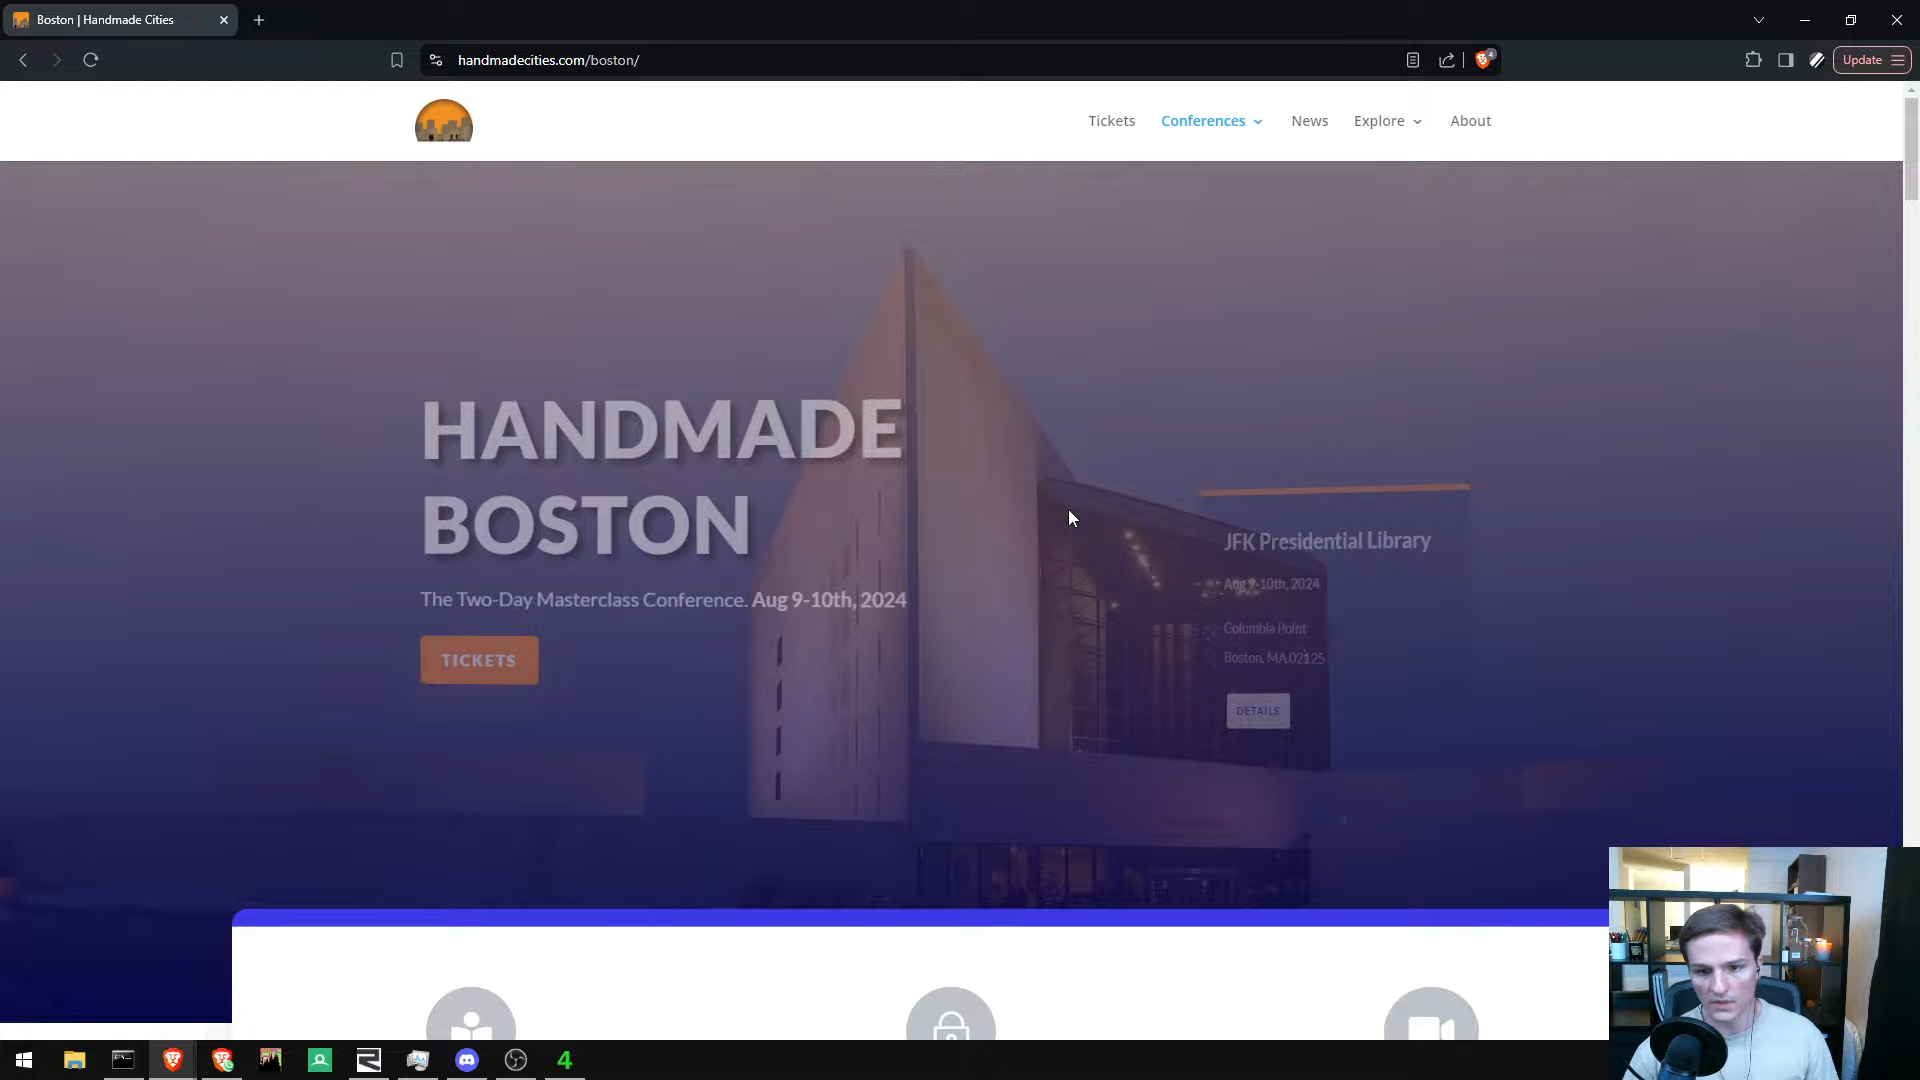 Boston | Handmade Cities
handmadecities.com/boston/
4
Update
Tickets
Conferences
News
Explore
About
HANDMADE
BOSTON
The Two-Day Masterclass Conference. Aug 9-10th, 2024
TICKETS
JFK Presidential Library
Aug 9-10th, 2024
Columbia Point
Boston, MA 02125
DETAILS
4